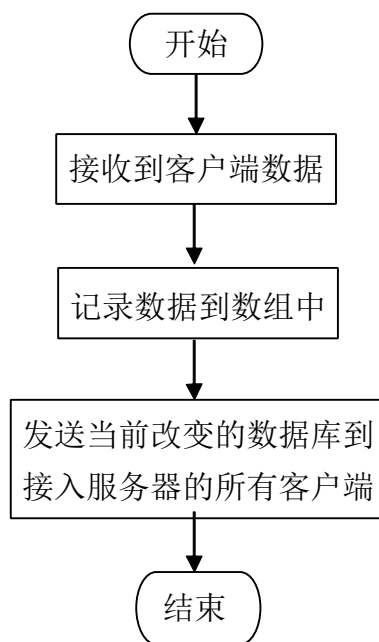 开始
接收到客户端数据
记录数据到数组中
发送当前改变的数据库到
接入服务器的所有客户端
结束